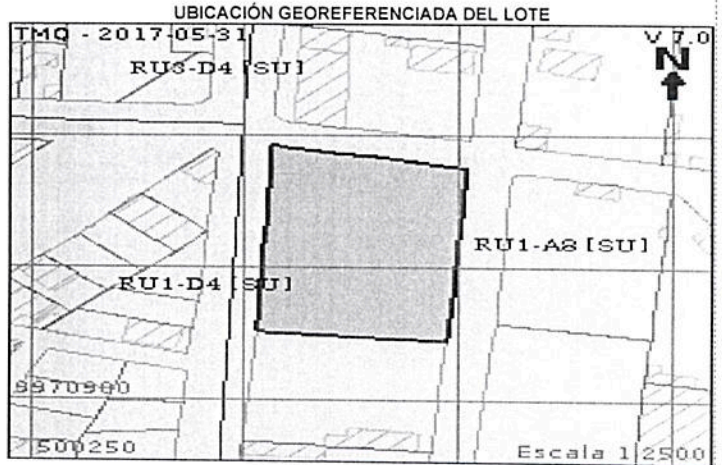 UBICACIÓN GEOREFERENCIADA DEL LOTE
TMQ - 2017-05-31
V 7.0
N
RU3-D4 [SU]
RU1-A8 [SU]
RU1-D4 [SU]
9970900
500250
Escala 1:2500